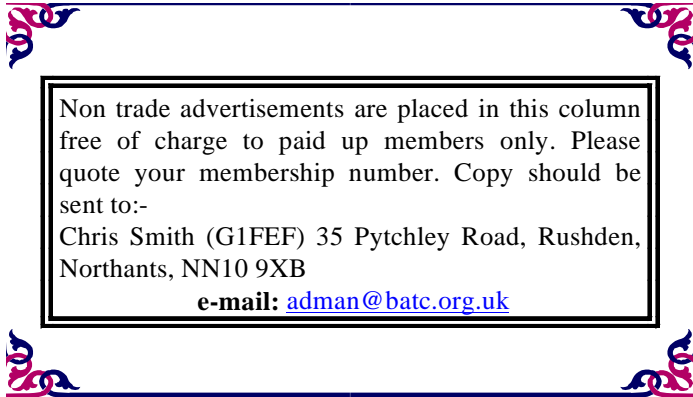 Non trade advertisements are placed in this column
free of charge to paid up members only. Please
quote your membership number. Copy should be
sent to:-
Chris Smith (G1FEF) 35 Pytchley Road, Rushden,
Northants, NN10 9XB
e-mail: adman@batc.org.uk